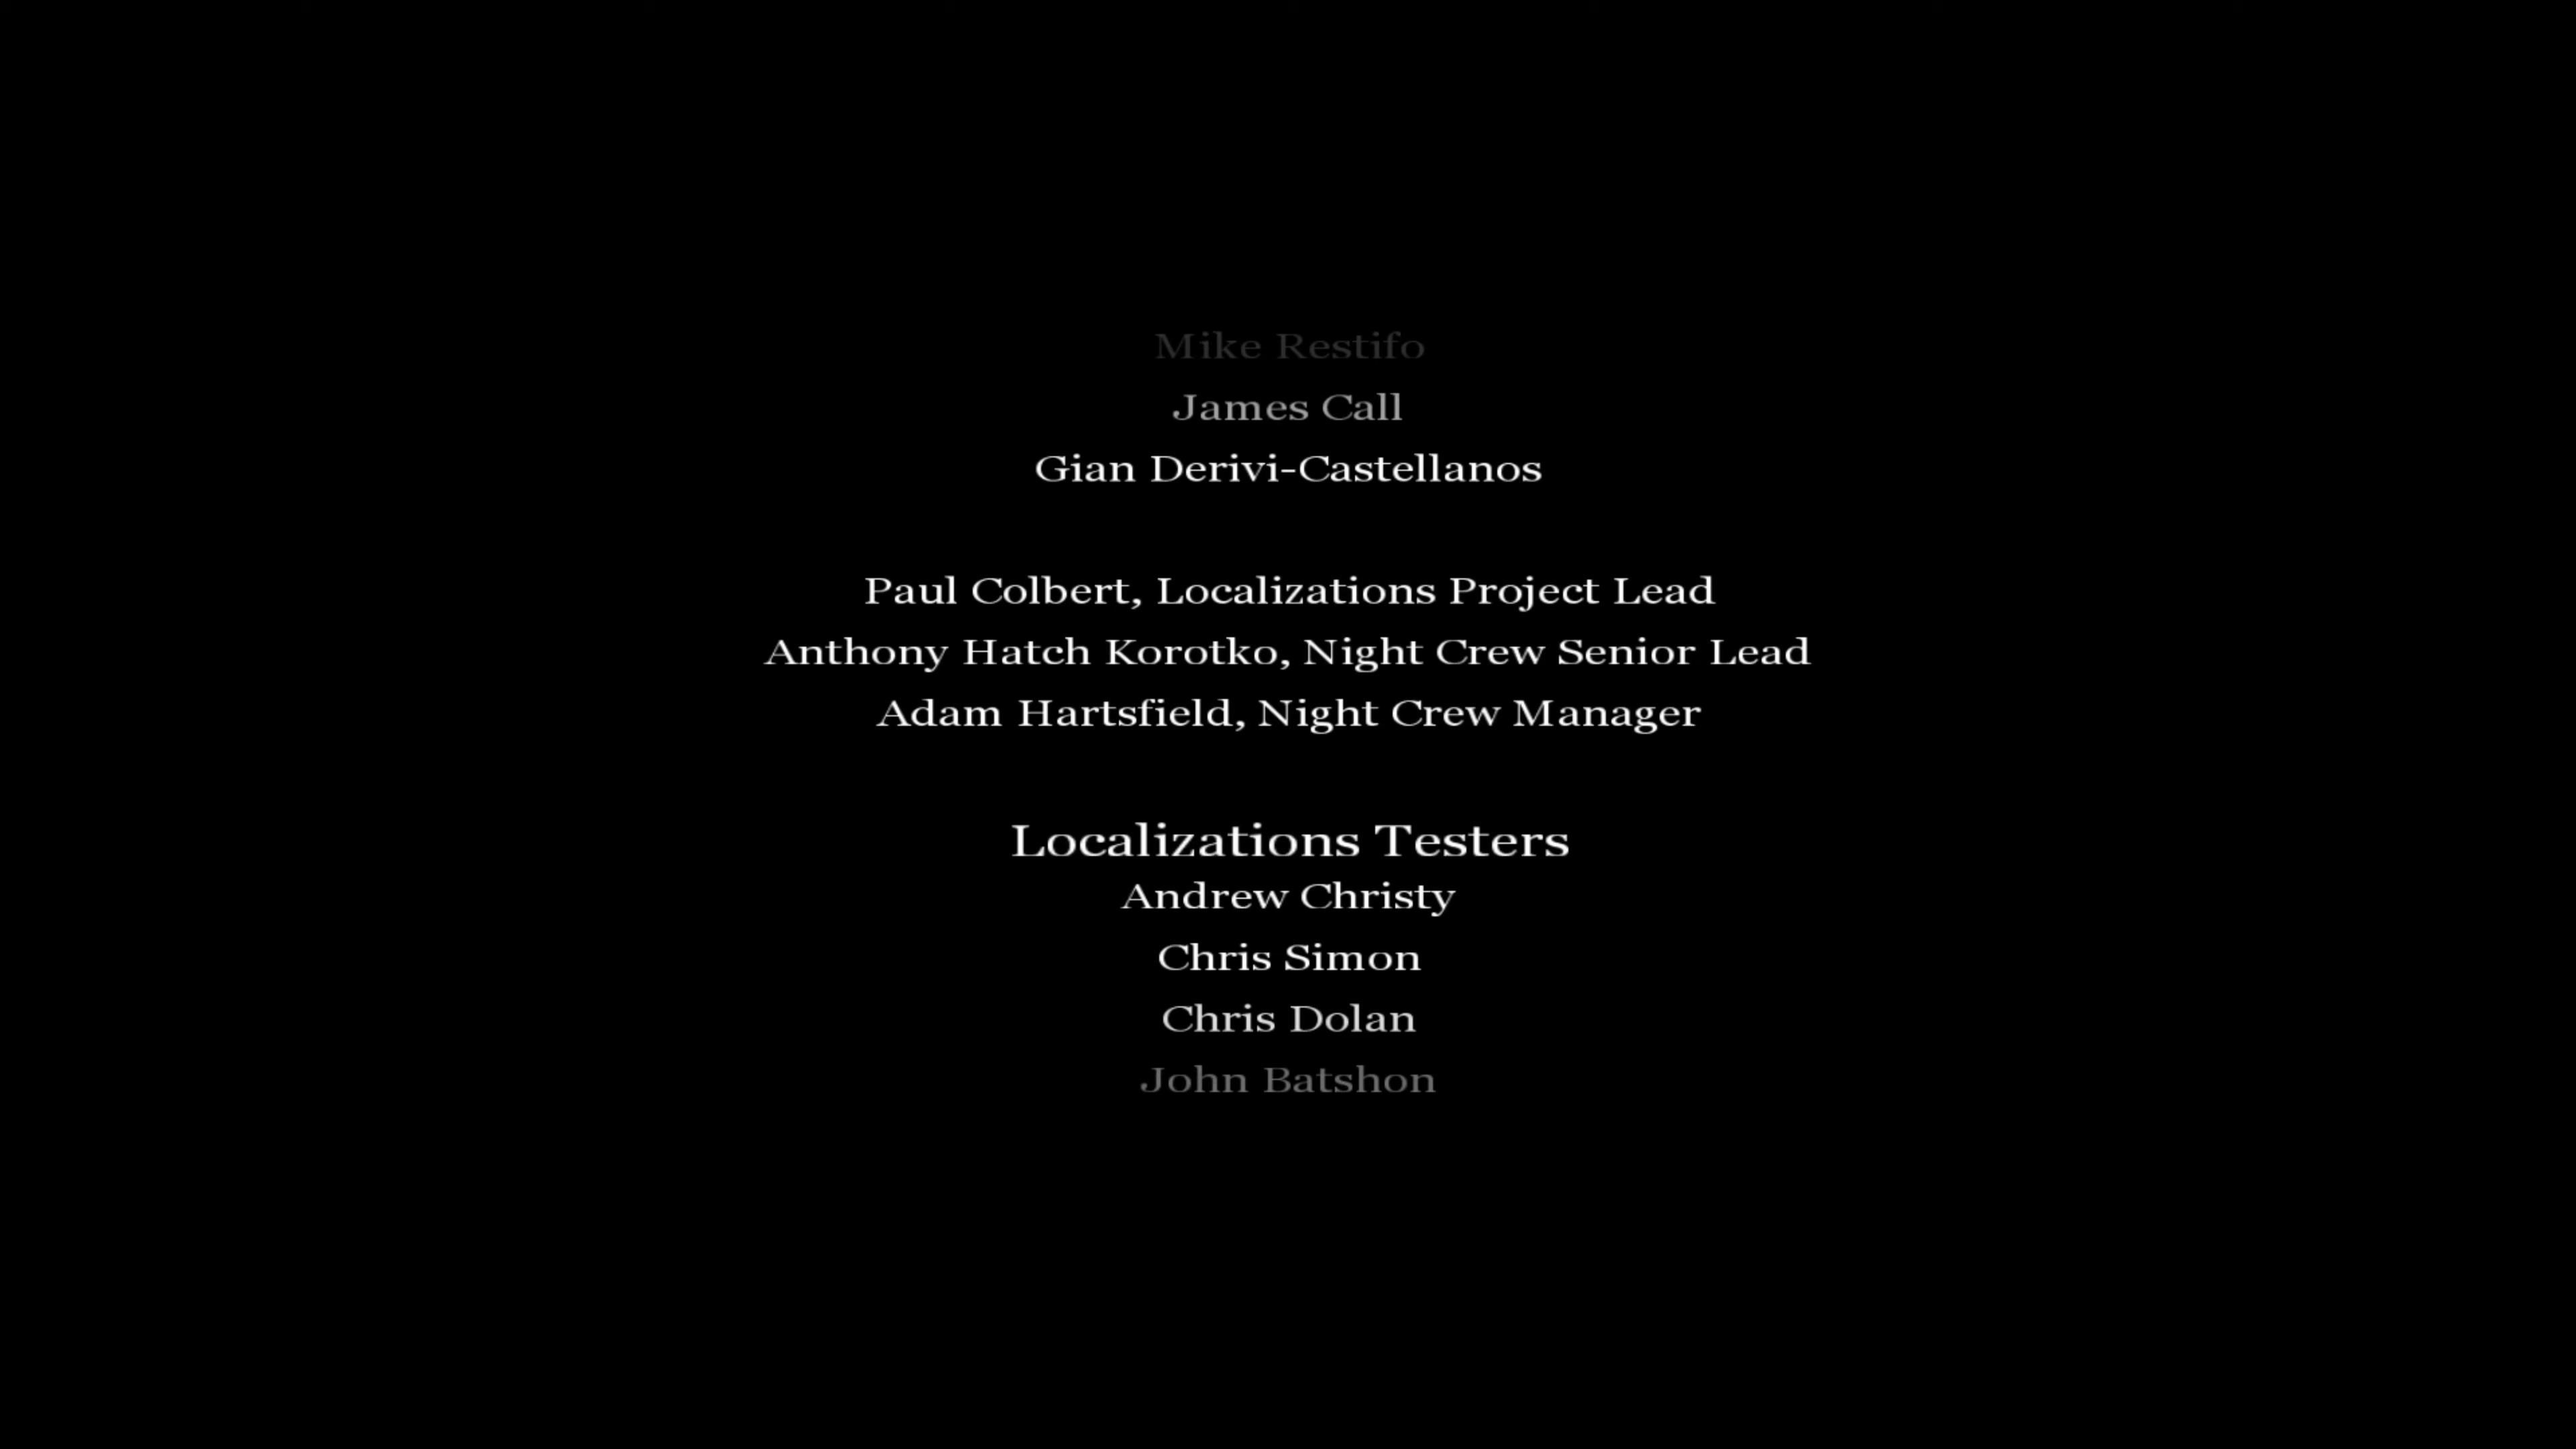 Mike Restifo
James Call
Gian Derivi-Castellanos
Paul Colbert, Localizations Project Lead
Anthony Hatch Korotko, Night Crew Senior Lead
Adam Hartsfield, Night Crew Manager
Localizations Testers
Andrew Christy
Chris Simon
Chris Dolan
John Batshon